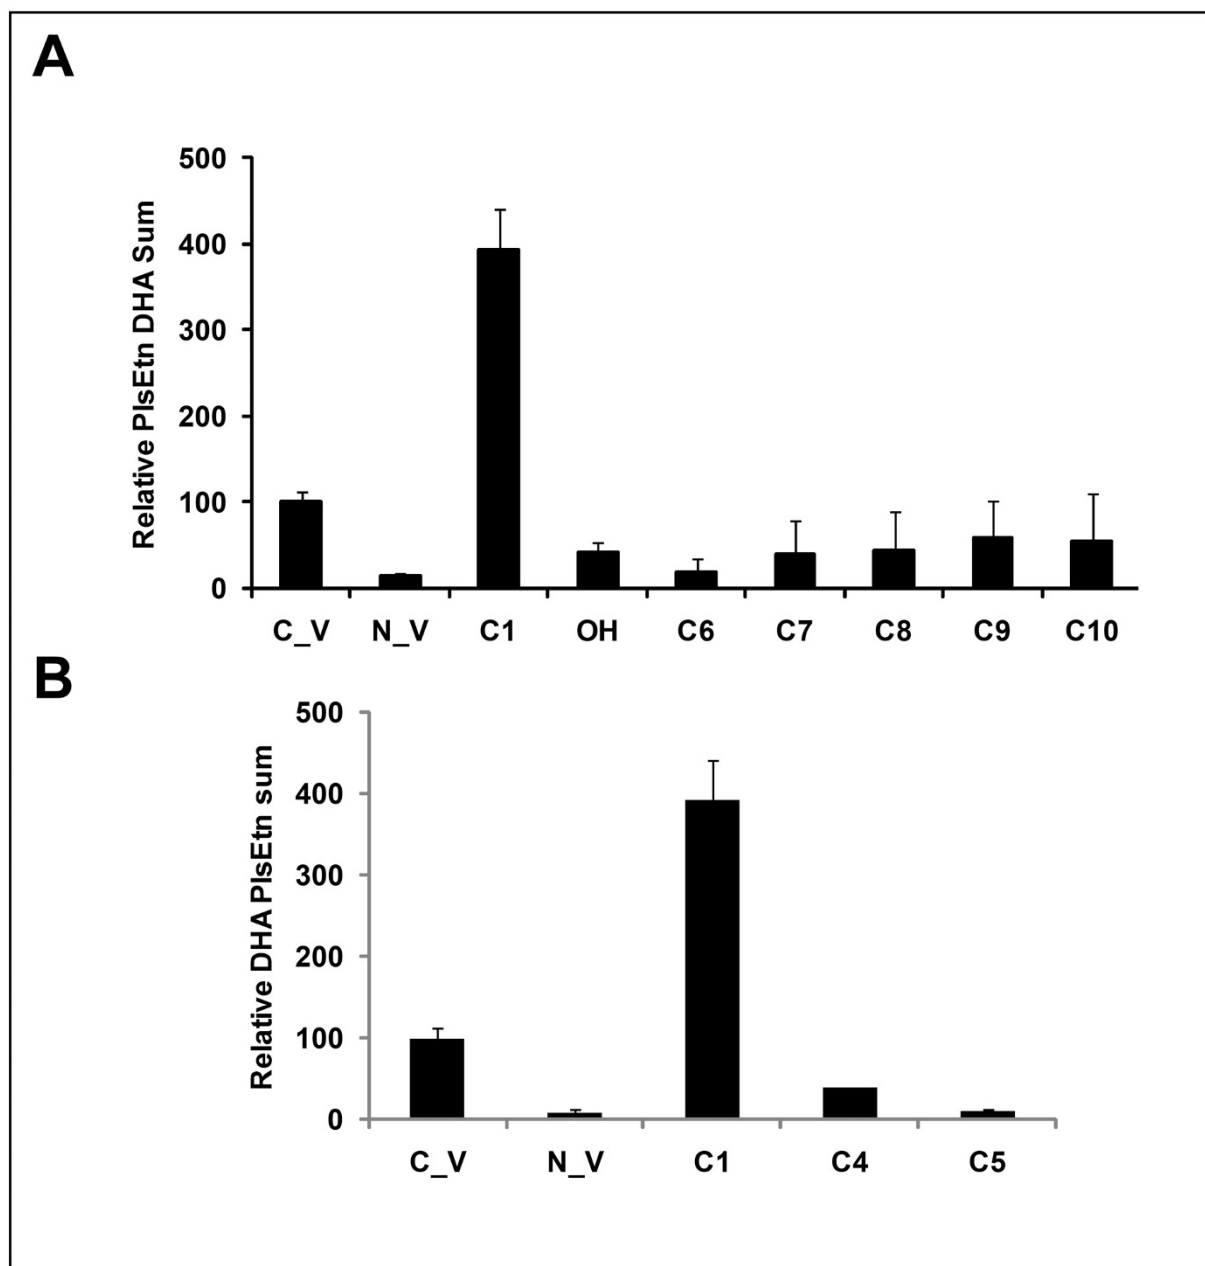 A
Relative PlsEtn DHA Sum
500
400
300
200
100
0
C_V N_V C1 OH C6 C7 C8 C9 C10
B
Relative DHA PlsEtn sum
500
400
300
200
100
0
C_V N_V C1 C4 C5